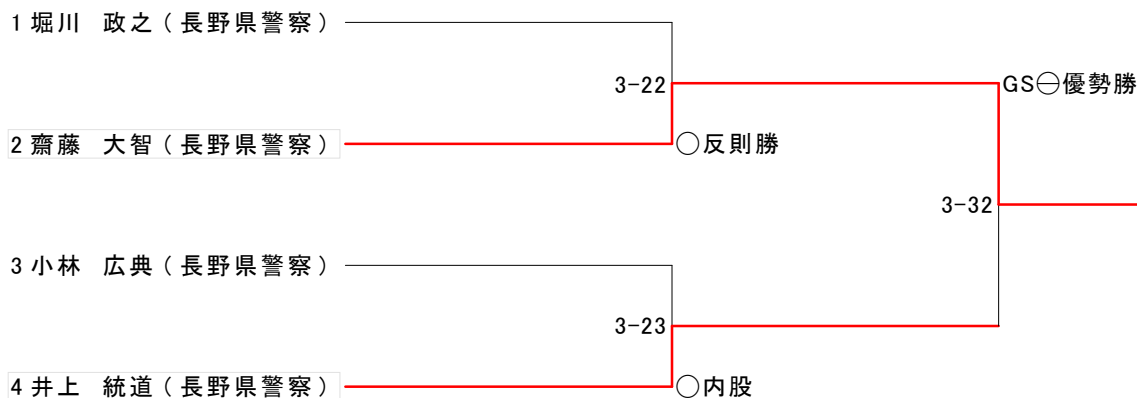 1 堀川 政之（長野県警察）
3-22
GS㊀優勢勝
2 齋藤 大智（長野県警察）
○反則勝
3-32
3 小林 広典（長野県警察）
3-23
4 井上 統道（長野県警察）
○内股